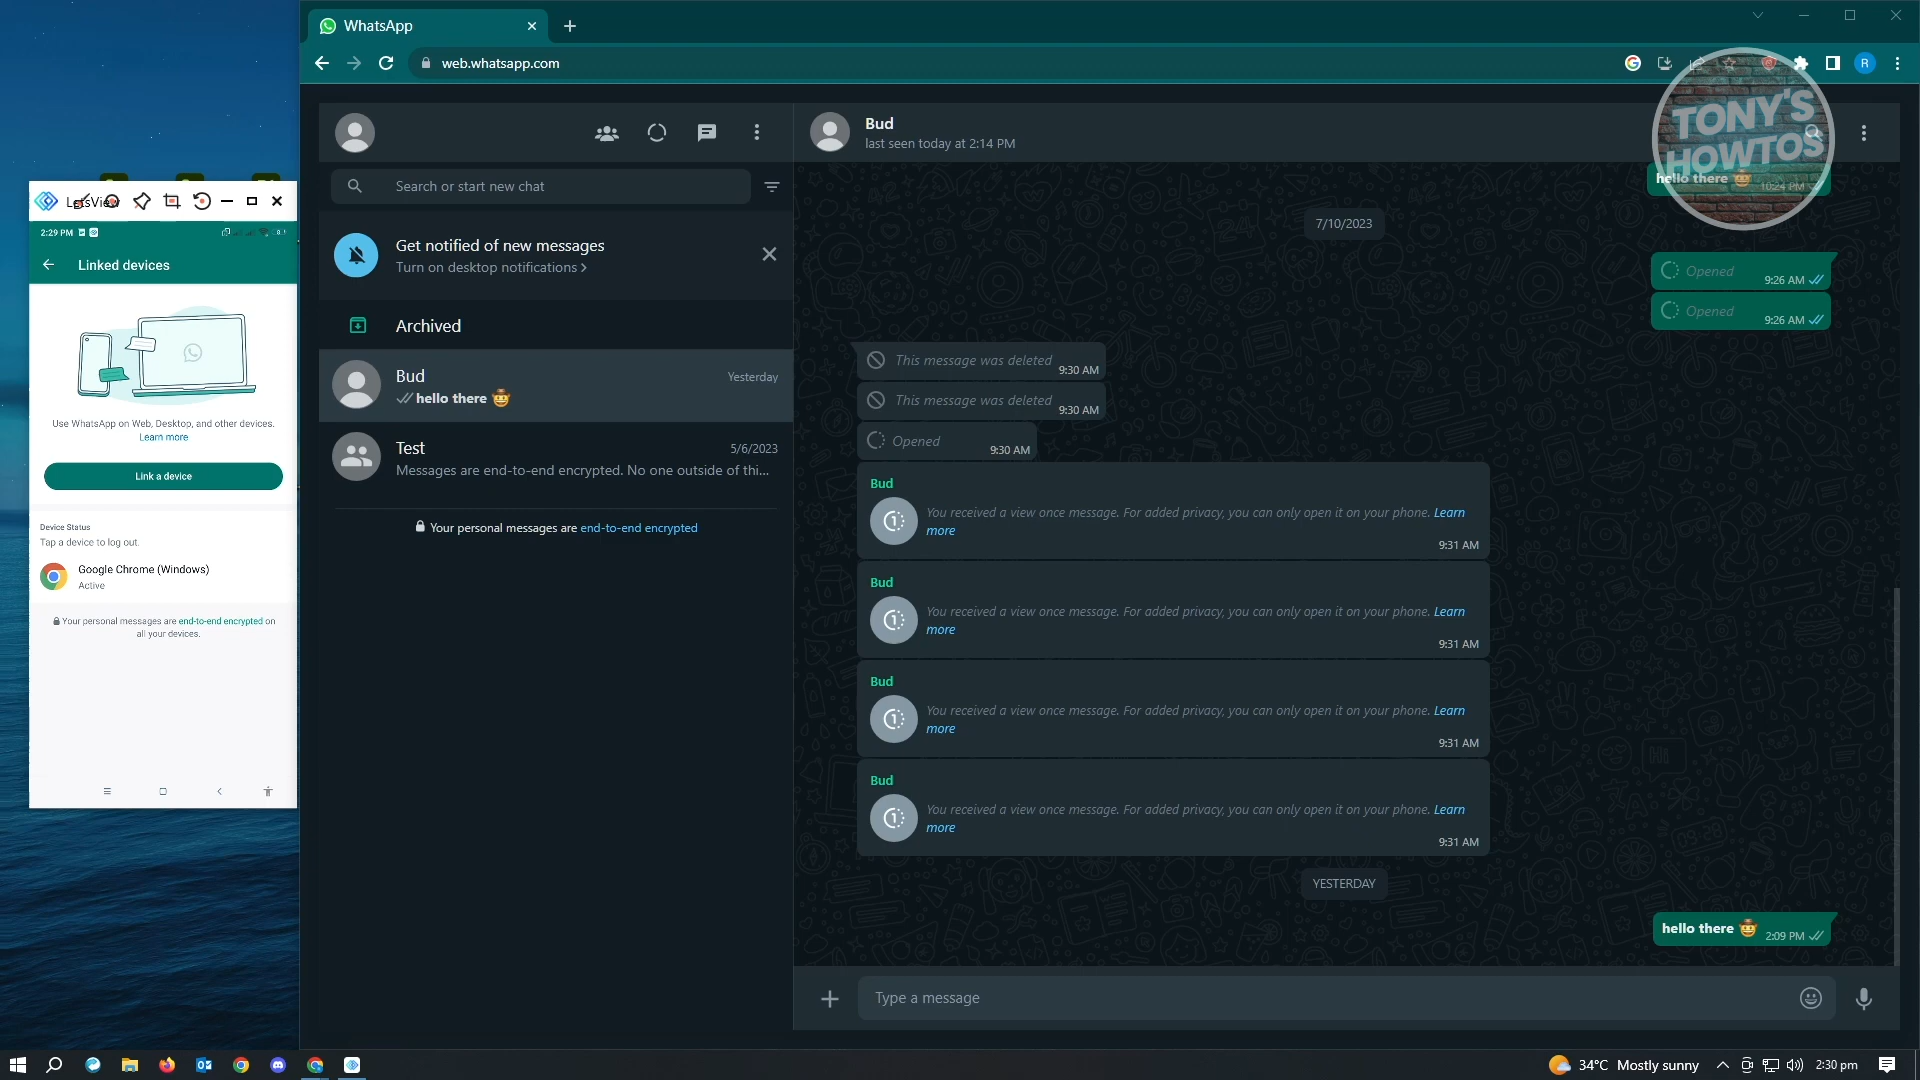 WhatsApp
web.whatsapp.com
R
TONY'S
HOWTOS
LetsView
2:29 PM
Linked devices
Use WhatsApp on Web, Desktop, and other devices.
Learn more
Link a device
Device Status
Tap a device to log out.
Google Chrome (Windows)
Active
Your personal messages are end-to-end encrypted on
all your devices.
Search or start new chat
Get notified of new messages
Turn on desktop notifications >
Archived
Bud
Yesterday
hello there 🤠
Test
5/6/2023
Messages are end-to-end encrypted. No one outside of thi...
Your personal messages are end-to-end encrypted
Bud
last seen today at 2:14 PM
hello there 🤠 10:24 PM
7/10/2023
Opened
9:26 AM
Opened
9:26 AM
This message was deleted
9:30 AM
This message was deleted
9:30 AM
Opened
9:30 AM
Bud
You received a view once message. For added privacy, you can only open it on your phone. Learn
more
9:31 AM
Bud
You received a view once message. For added privacy, you can only open it on your phone. Learn
more
9:31 AM
Bud
You received a view once message. For added privacy, you can only open it on your phone. Learn
more
9:31 AM
Bud
You received a view once message. For added privacy, you can only open it on your phone. Learn
more
9:31 AM
YESTERDAY
hello there 🤠 2:09 PM
Type a message
34°C Mostly sunny
2:30 pm